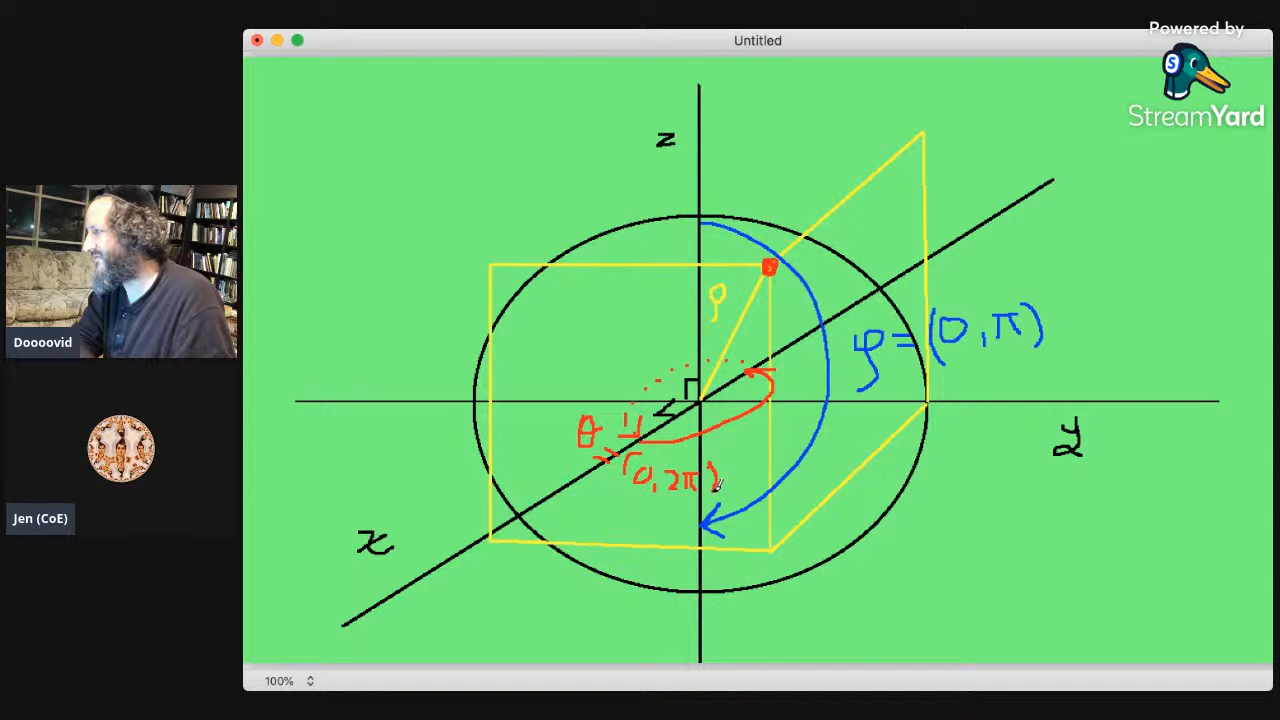 Powered by
StreamYard
Untitled
z
ρ
φ=(0,π)
θ=
(0,2π)
y
x
Doooovid
Jen (CoE)
100%